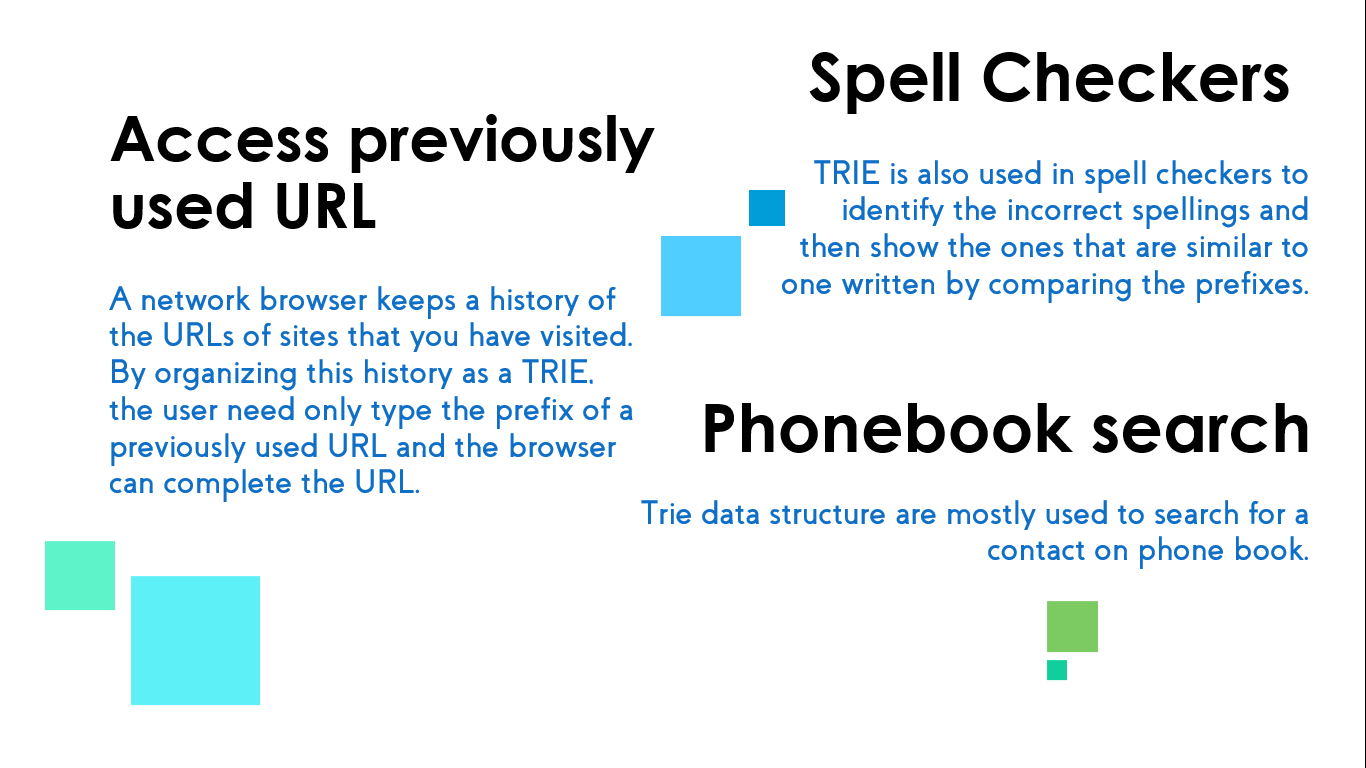 Access previously
used URL
A network browser keeps a history of
the URLs of sites that you have visited.
By organizing this history as a TRIE,
the user need only type the prefix of a
previously used URL and the browser
can complete the URL.
Spell Checkers
TRIE is also used in spell checkers to
identify the incorrect spellings and
then show the ones that are similar to
one written by comparing the prefixes.
Phonebook search
Trie data structure are mostly used to search for a
contact on phone book.